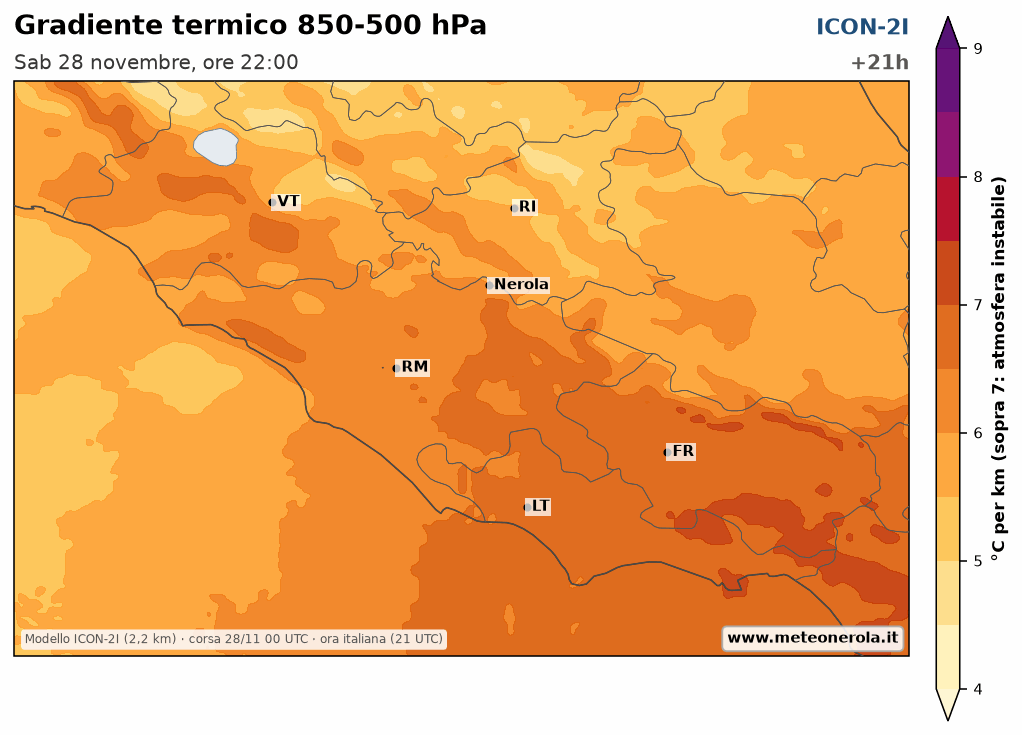 Gradiente termico 850-500 hPa
ICON-2I
Sab 28 novembre, ore 22:00
+21h
VT
RI
Nerola
RM
FR
LT
Modello ICON-2I (2,2 km) · corsa 28/11 00 UTC · ora italiana (21 UTC)
www.meteonerola.it
9
8
7
6
5
4
°C per km (sopra 7: atmosfera instabile)